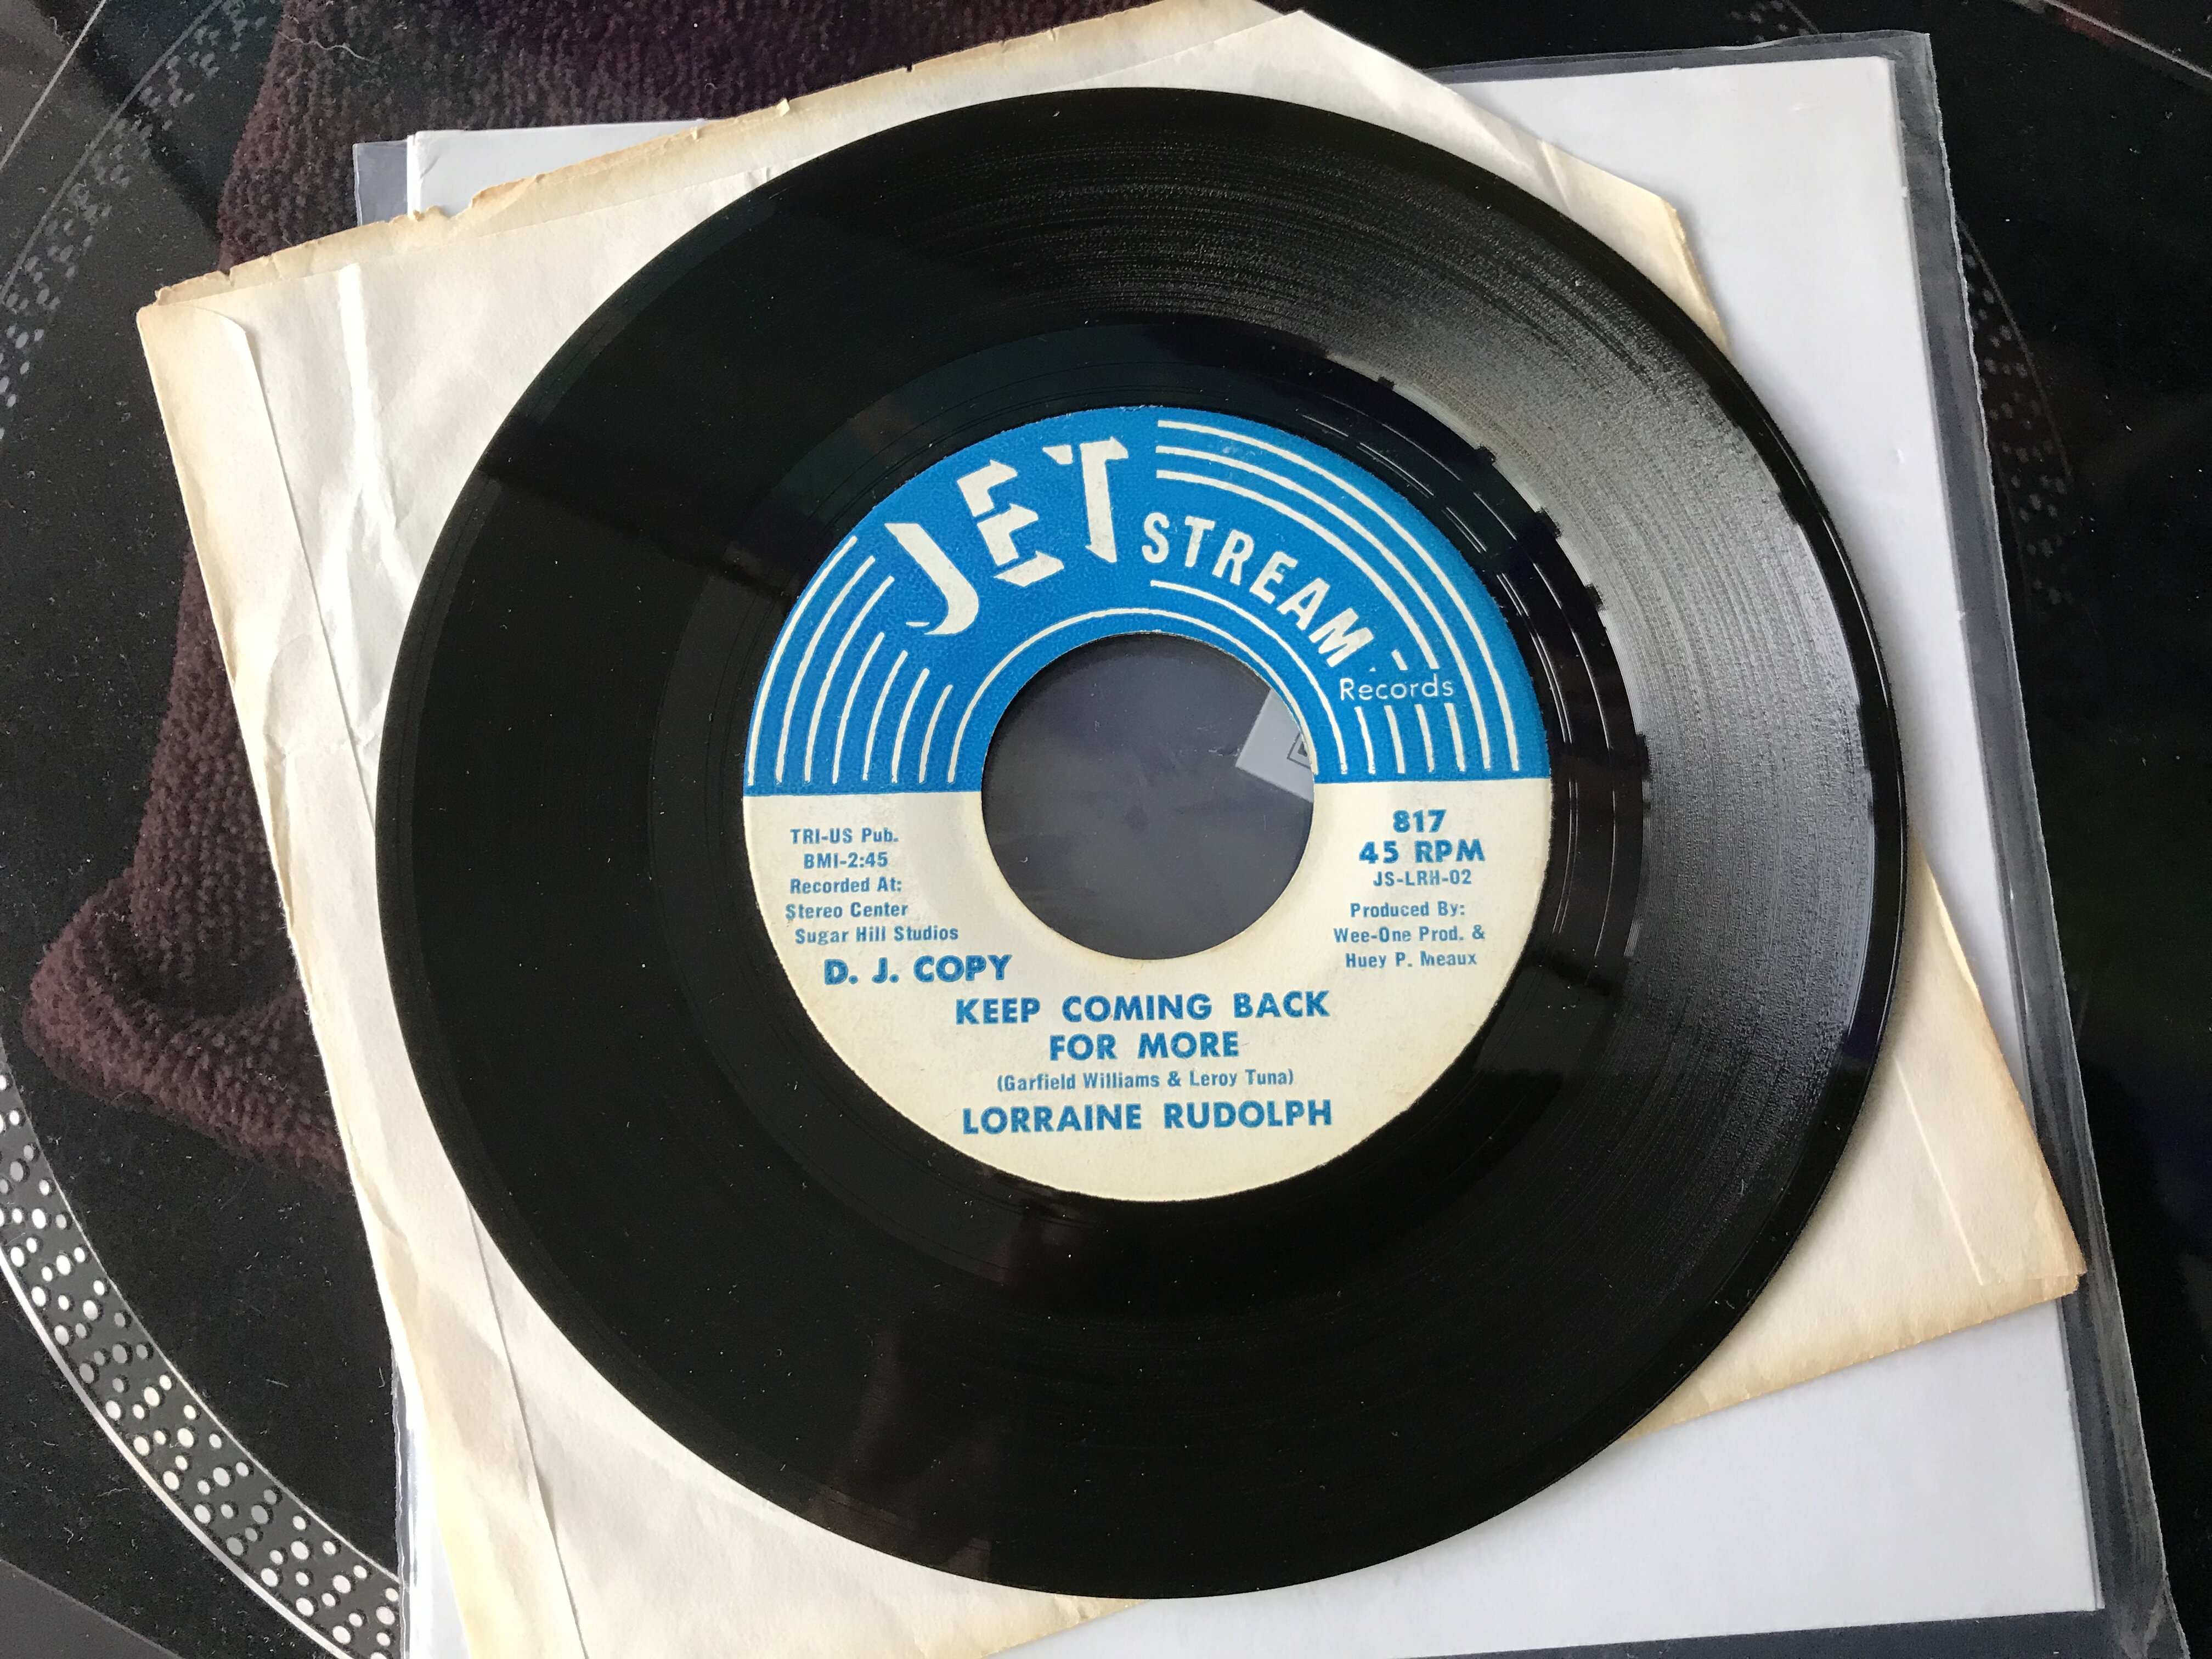 JET STREAM
Records
TRI-US Pub.
BMI-2:45
Recorded At:
Stereo Center
Sugar Hill Studios
D. J. COPY
817
45 RPM
JS-LRH-02
Produced By:
Wee-One Prod. &
Huey P. Meaux
KEEP COMING BACK
FOR MORE
(Garfield Williams & Leroy Tuna)
LORRAINE RUDOLPH